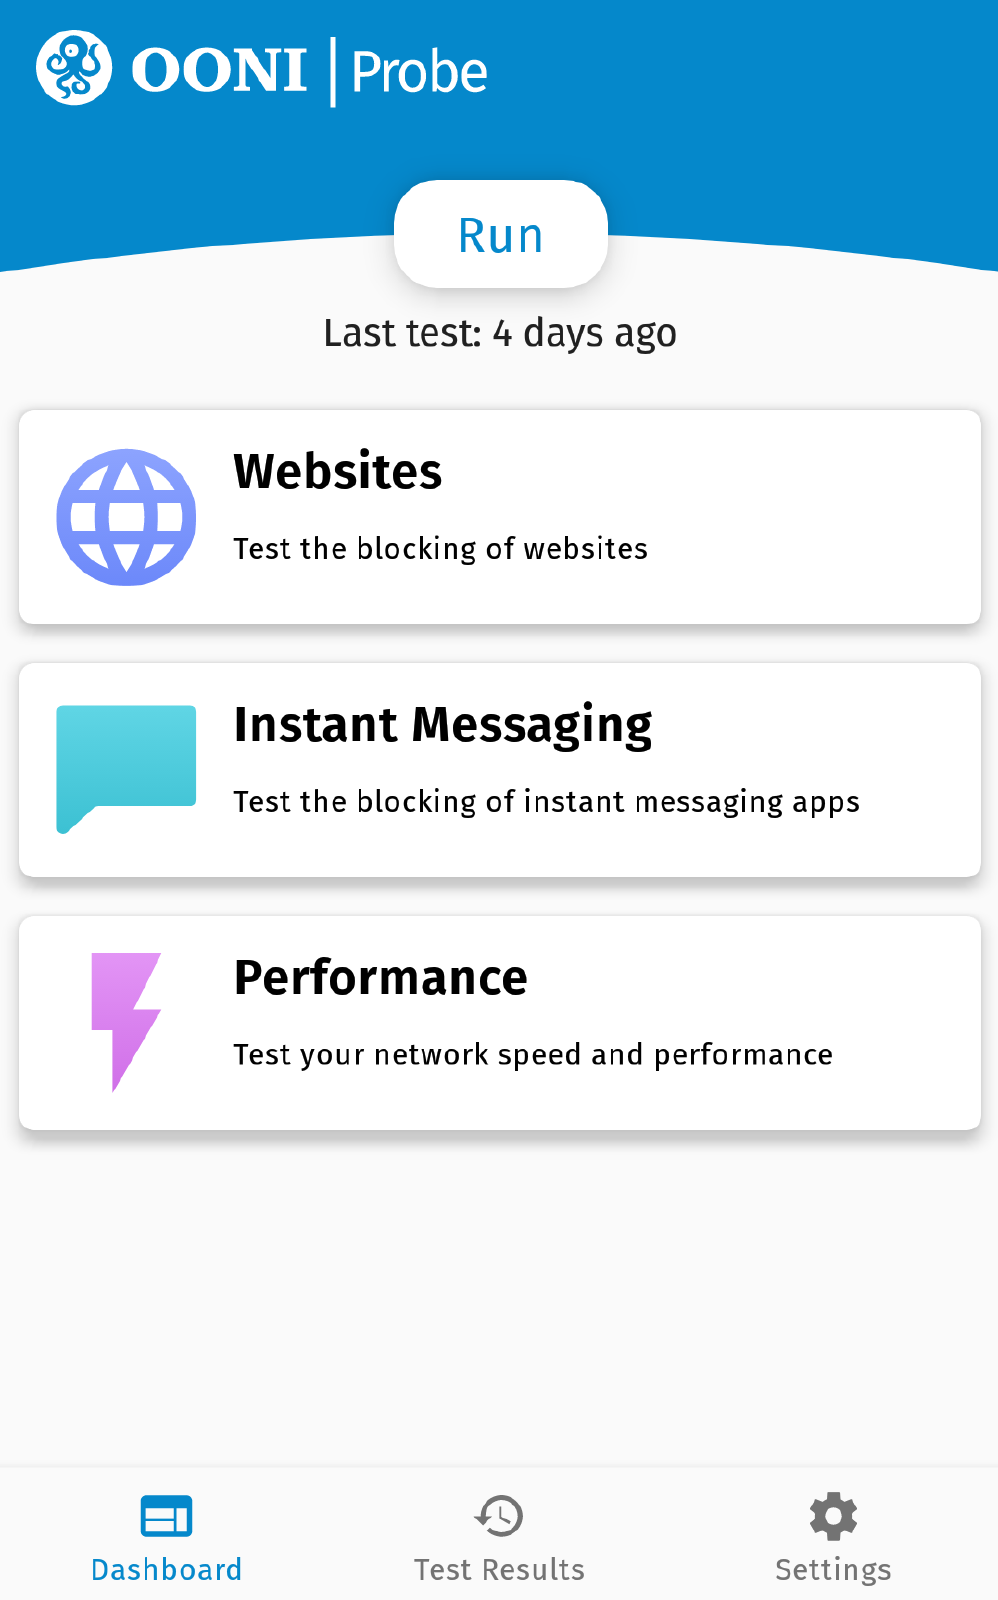 OONI | Probe
Run
Last test: 4 days ago
Websites
Test the blocking of websites
Instant Messaging
Test the blocking of instant messaging apps
Performance
Test your network speed and performance
Dashboard
Test Results
Settings